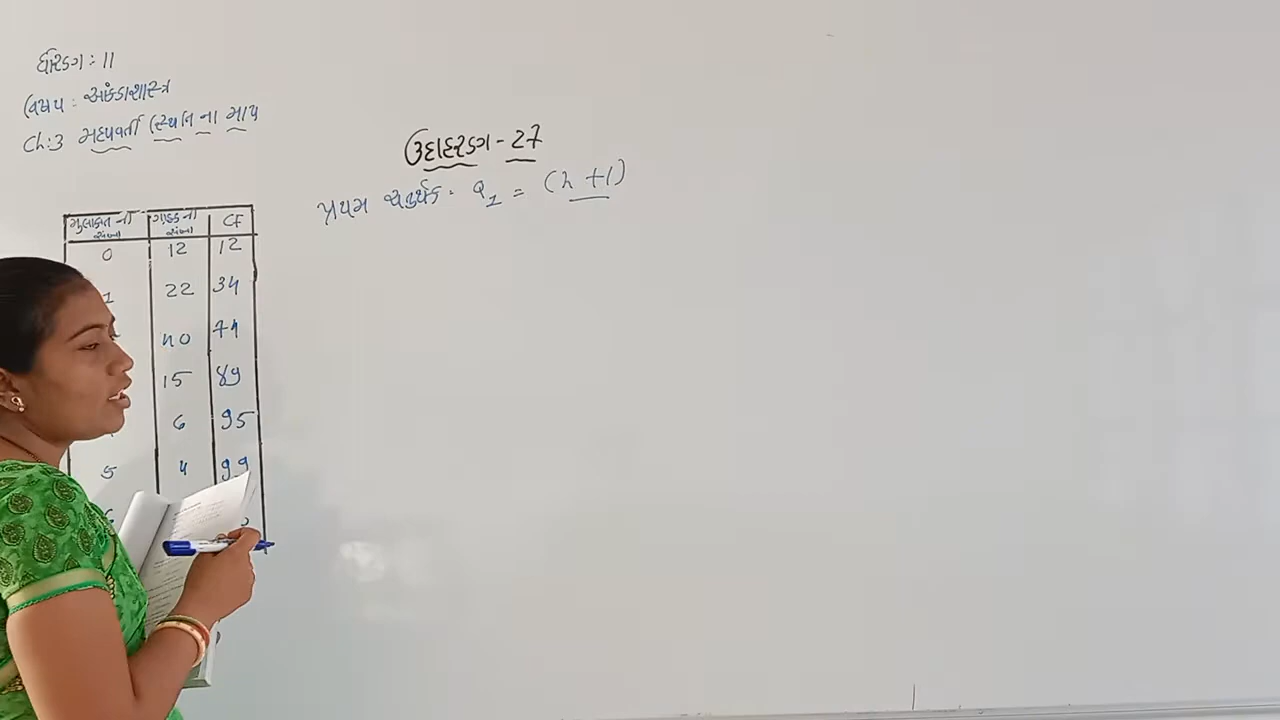 ધોરણ : 11
વિષય : આંકડાશાસ્ત્ર
Ch:3 મધ્યવર્તી સ્થિતિ ના માપ
ઉદાહરણ - 27
પ્રથમ ચતુર્થક : Q1 = (n + 1)
મુલાકાત ની સંખ્યા ગ્રાહક ની સંખ્યા CF
0 12 12
1 22 34
40 74
15 89
6 95
5 4 99